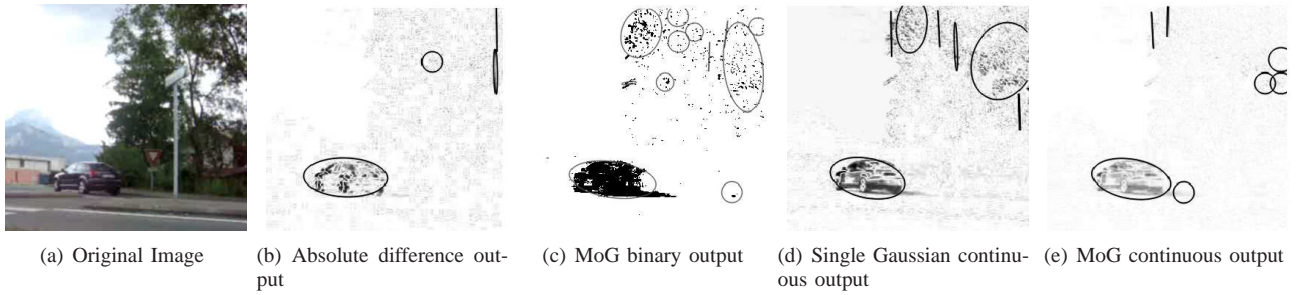 (a) Original Image
(b) Absolute difference out-
put
(c) MoG binary output
(d) Single Gaussian continu-
ous output
(e) MoG continuous output